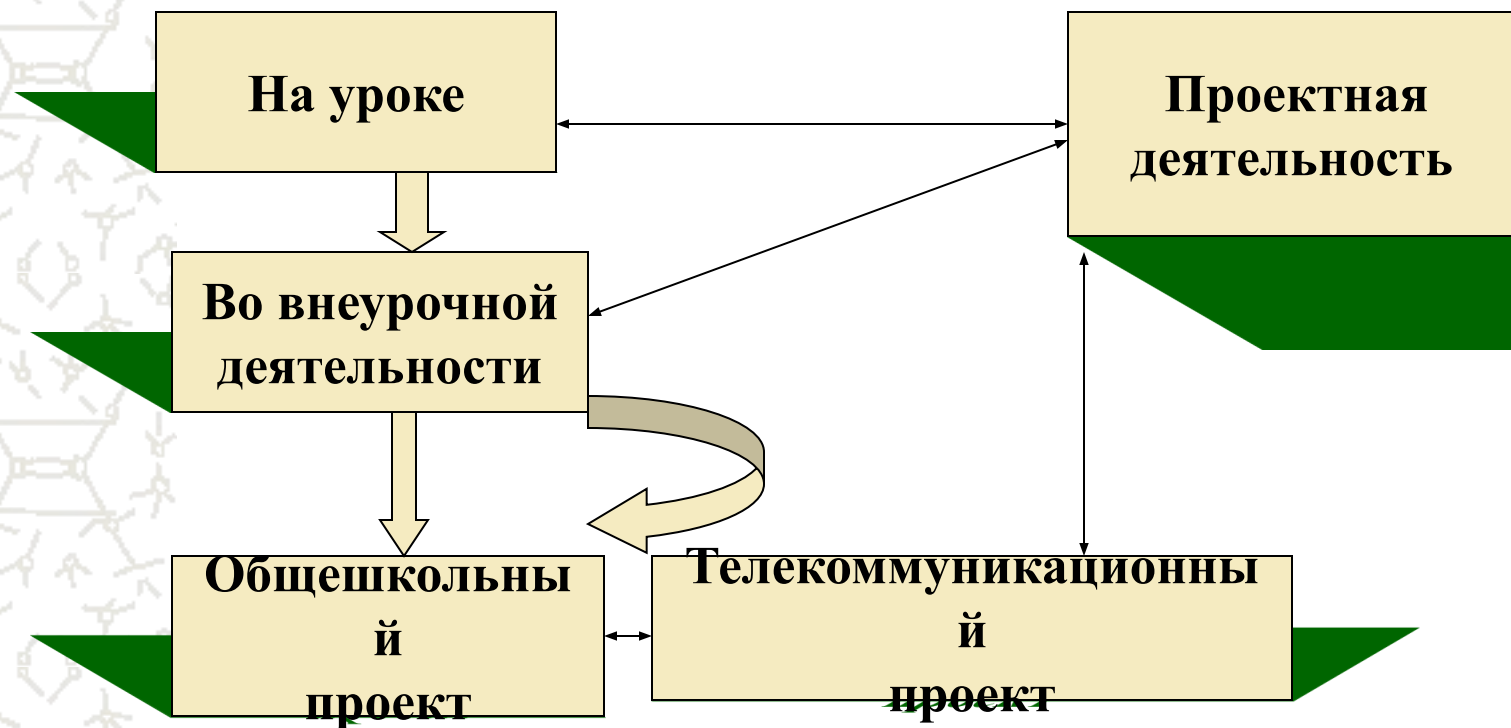 На уроке
Проектная
деятельность
Во внеурочной
деятельности
Общешкольны
й
проект
Телекоммуникационны
й
проект